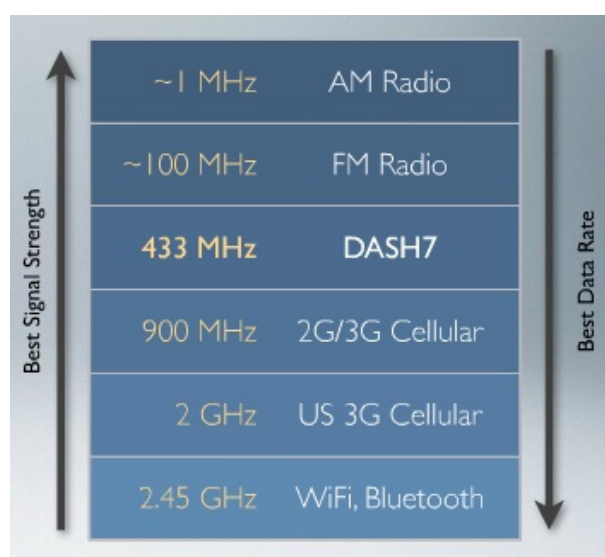 Best Signal Strength
~1 MHz AM Radio
~100 MHz FM Radio
433 MHz DASH7
900 MHz 2G/3G Cellular
2 GHz US 3G Cellular
2.45 GHz WiFi, Bluetooth
Best Data Rate